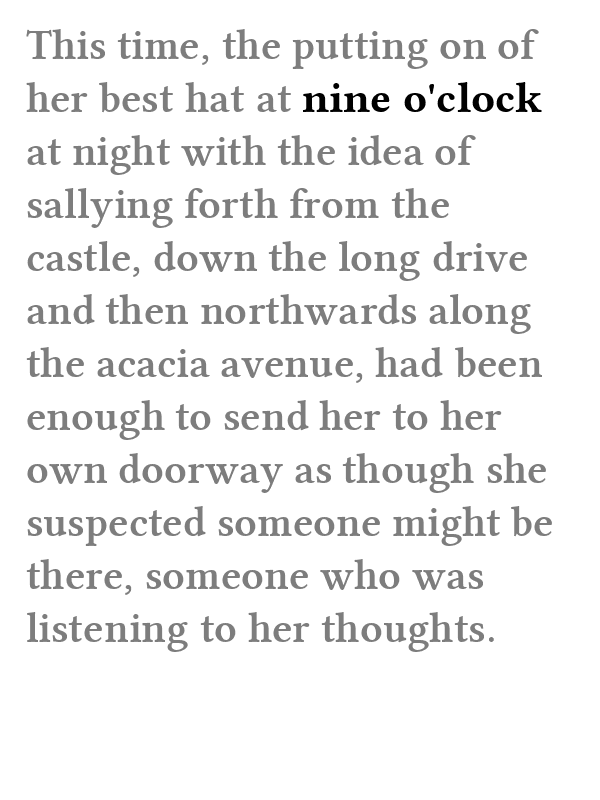 This time, the putting on of
her best hat at nine o'clock
at night with the idea of
sallying forth from the
castle, down the long drive
and then northwards along
the acacia avenue, had been
enough to send her to her
own doorway as though she
suspected someone might be
there, someone who was
listening to her thoughts.